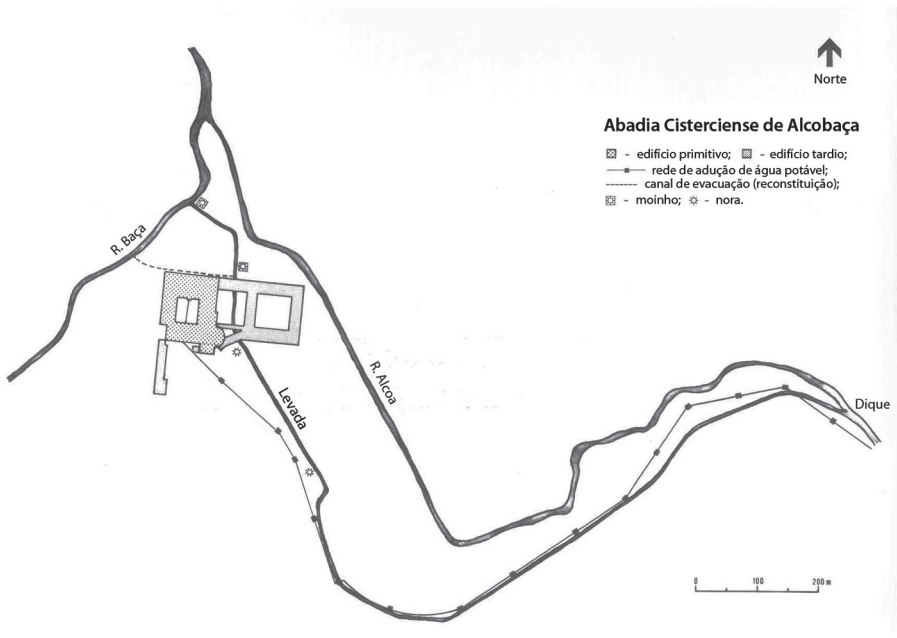 Norte
Abadia Cisterciense de Alcobaça
- edifício primitivo; - edifício tardio;
rede de adução de água potável;
canal de evacuação (reconstituição);
- moinho; - nora.
R. Baça
R. Alcoa
Levada
Dique
0 100 200 m